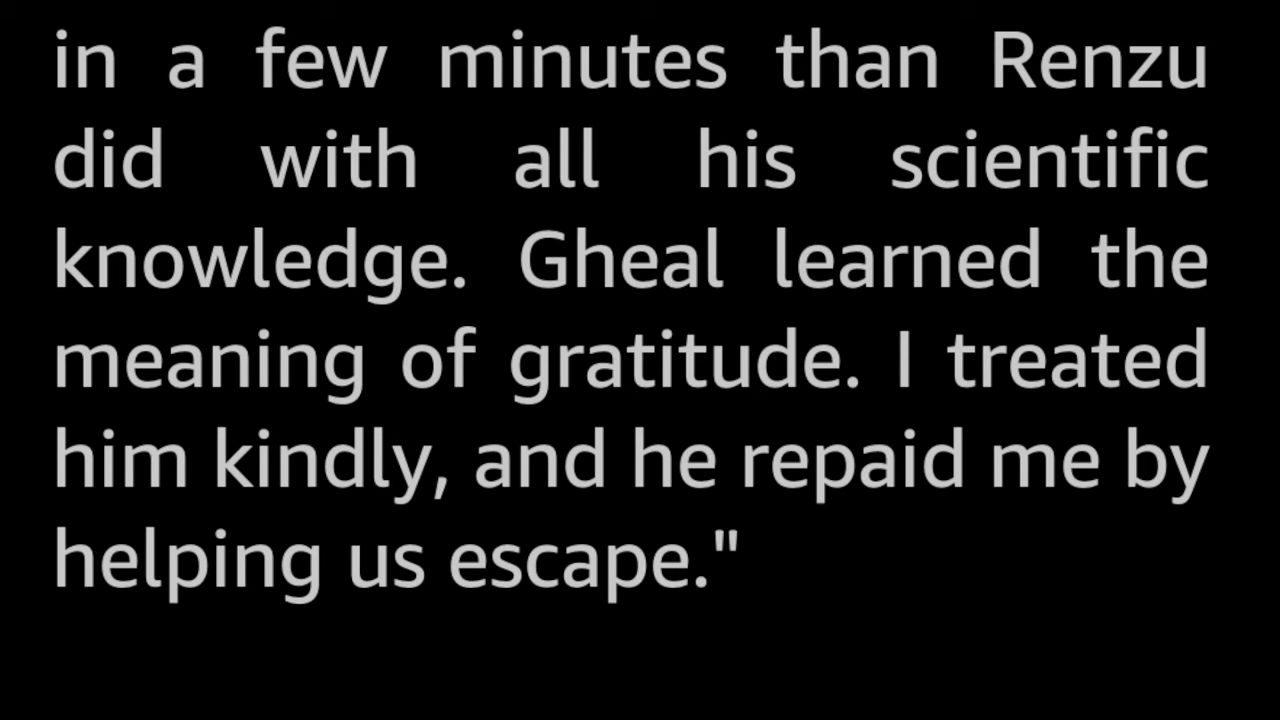 in a few minutes than Renzu
did with all his scientific
knowledge. Gheal learned the
meaning of gratitude. I treated
him kindly, and he repaid me by
helping us escape."